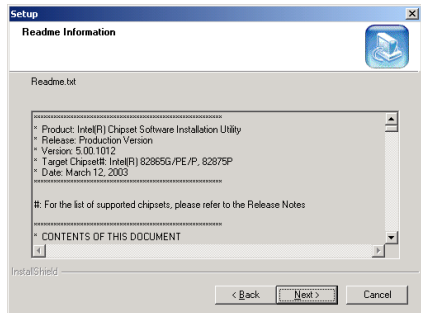 Setup
Readme Information
Readme.txt
************************************************************
* Product: Intel(R) Chipset Software Installation Utility
* Release: Production Version
* Version: 5.00.1012
* Target Chipset#: Intel(R) 82865G/PE/P, 82875P
* Date: March 12, 2003
************************************************************
#: For the list of supported chipsets, please refer to the Release Notes
************************************************************
* CONTENTS OF THIS DOCUMENT
InstallShield
< Back Next > Cancel